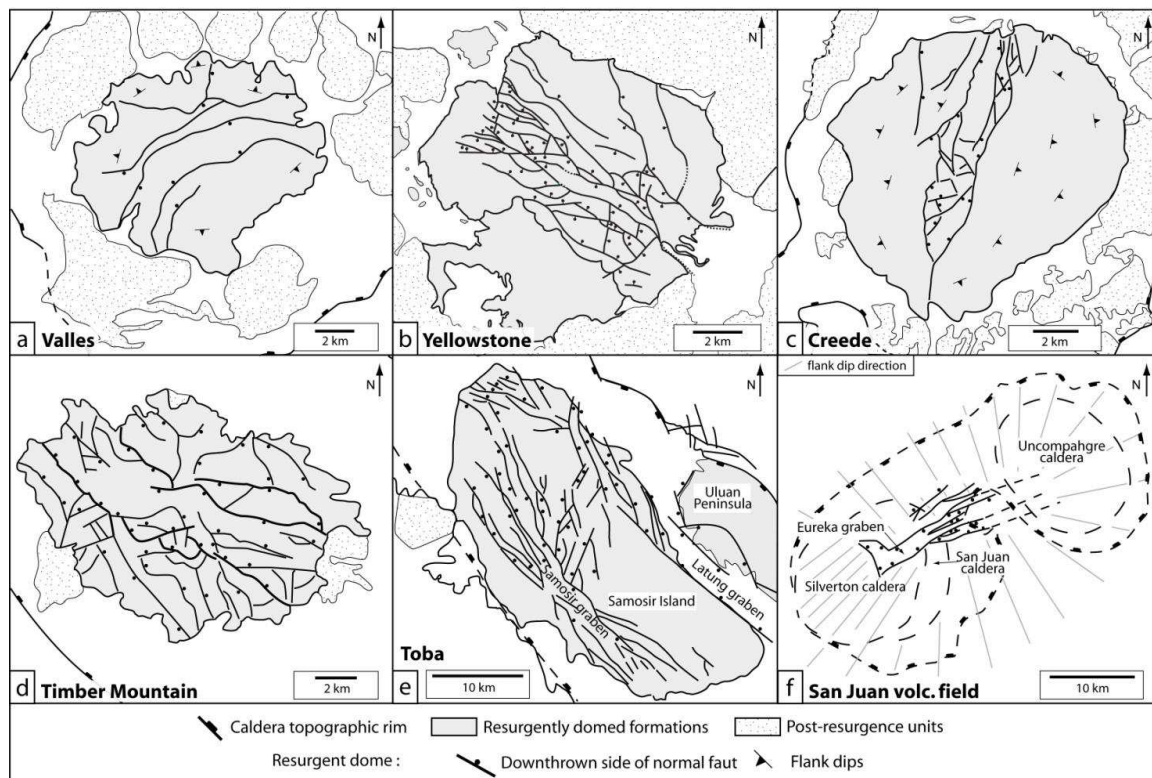 N
a Valles
2 km
N
b Yellowstone
2 km
N
c Creede
2 km
N
d Timber Mountain
2 km
N
Uluan
Peninsula
Samosir graben
Samosir Island
Latung graben
Toba
e
10 km
flank dip direction
N
Uncompahgre
caldera
Eureka graben
San Juan
caldera
Silverton caldera
10 km
f San Juan volc. field
Caldera topographic rim
Resurgently domed formations
Post-resurgence units
Resurgent dome :
Downthrown side of normal faut
Flank dips